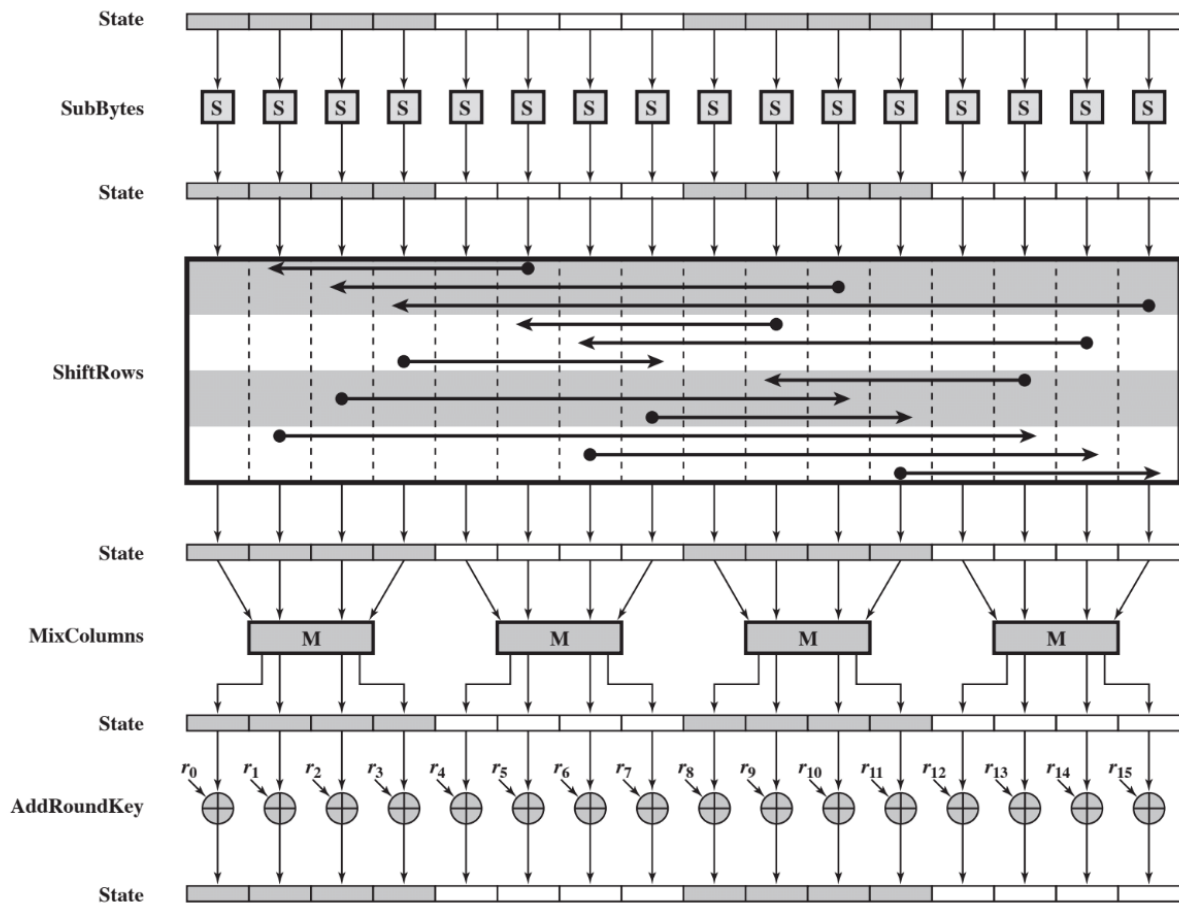 State
SubBytes S S S S S S S S S S S S S S S S
State
ShiftRows
State
MixColumns M M M M
State
r0 r1 r2 r3 r4 r5 r6 r7 r8 r9 r10 r11 r12 r13 r14 r15
AddRoundKey
State